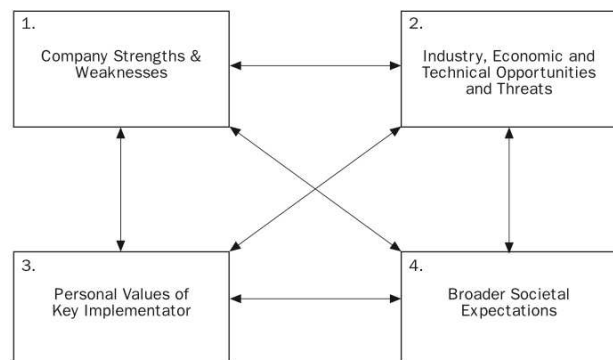 1.
Company Strengths &
Weaknesses
2.
Industry, Economic and
Technical Opportunities
and Threats
3.
Personal Values of
Key Implementator
4.
Broader Societal
Expectations